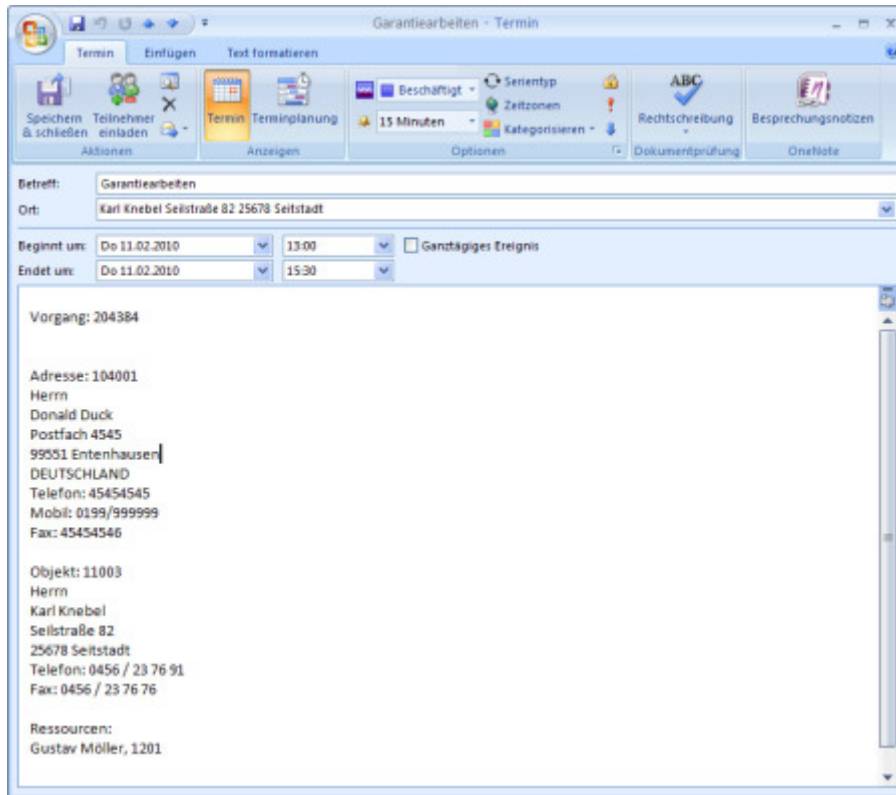 Garantiearbeiten - Termin
Termin Einfügen Text formatieren
Speichern & schließen
Teilnehmer einladen
Aktionen
Termin Terminplanung
Anzeigen
Beschäftigt
15 Minuten
Serientyp
Zeitzonen
Kategorisieren
Optionen
ABC
Rechtschreibung
Dokumentprüfung
Besprechungsnotizen
OneNote
Betreff: Garantiearbeiten
Ort: Karl Knebel Seilstraße 82 25678 Seitstadt
Beginnt um: Do 11.02.2010 13:00 Ganztägiges Ereignis
Endet um: Do 11.02.2010 15:30
Vorgang: 204384
Adresse: 104001
Herrn
Donald Duck
Postfach 4545
99551 Entenhausen
DEUTSCHLAND
Telefon: 45454545
Mobil: 0199/999999
Fax: 45454546
Objekt: 11003
Herrn
Karl Knebel
Seilstraße 82
25678 Seitstadt
Telefon: 0456 / 23 76 91
Fax: 0456 / 23 76 76
Ressourcen:
Gustav Möller, 1201